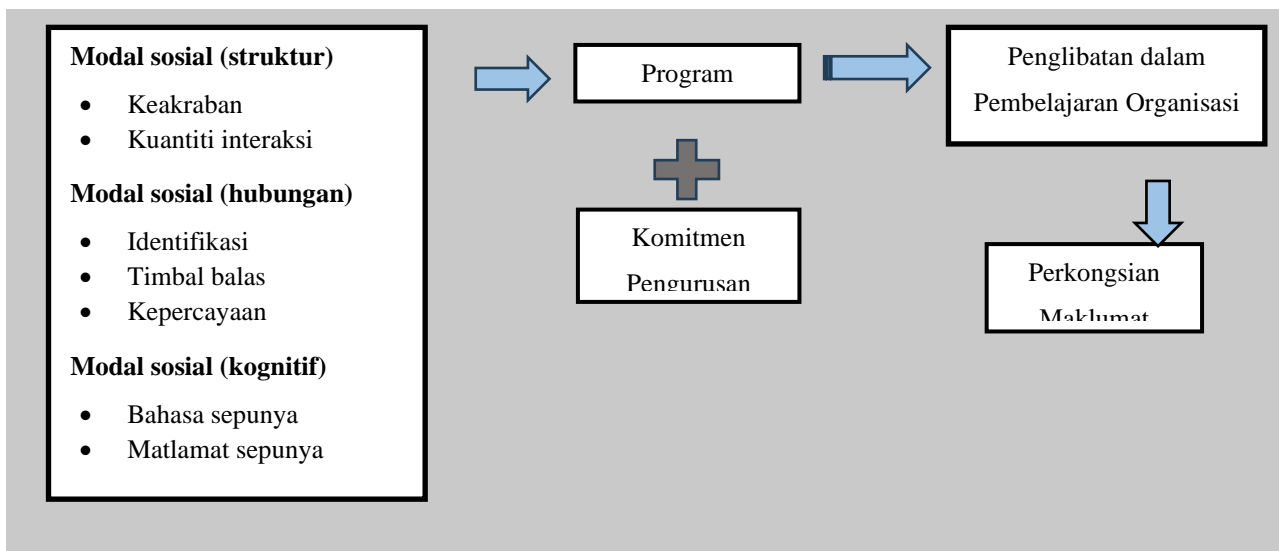 Modal sosial (struktur)
• Keakraban
• Kuantiti interaksi
Modal sosial (hubungan)
• Identifikasi
• Timbal balas
• Kepercayaan
Modal sosial (kognitif)
• Bahasa sepunya
• Matlamat sepunya
Program
Komitmen
Pengurusan
Penglibatan dalam
Pembelajaran Organisasi
Perkongsian
Maklumat